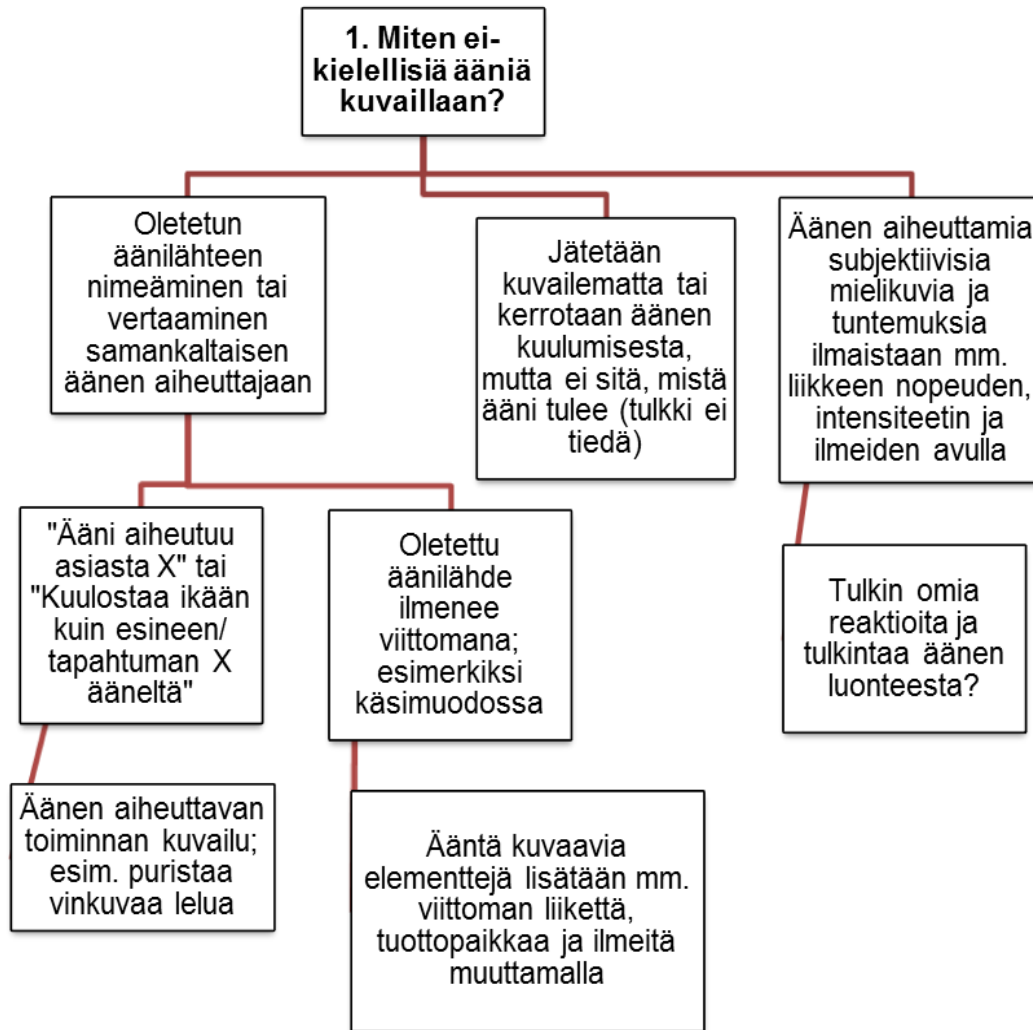 1. Miten ei-
kielellisiä ääniä
kuvaillaan?
Oletetun
äänilähteen
nimeäminen tai
vertaaminen
samankaltaisen
äänen aiheuttajaan
Jätetään
kuvailematta tai
kerrotaan äänen
kuulumisesta,
mutta ei sitä, mistä
ääni tulee (tulkki ei
tiedä)
Äänen aiheuttamia
subjektiivisia
mielikuvia ja
tuntemuksia
ilmaistaan mm.
liikkeen nopeuden,
intensiteetin ja
ilmeiden avulla
"Ääni aiheutuu
asiasta X" tai
"Kuulostaa ikään
kuin esineen/
tapahtuman X
ääneltä"
Oletettu
äänilähde
ilmenee
viittomana;
esimerkiksi
käsimuodossa
Tulkin omia
reaktioita ja
tulkintaa äänen
luonteesta?
Äänen aiheuttavan
toiminnan kuvailu;
esim. puristaa
vinkuvaa lelua
Ääntä kuvaavia
elementtejä lisätään mm.
viittoman liikettä,
tuottopaikkaa ja ilmeitä
muuttamalla